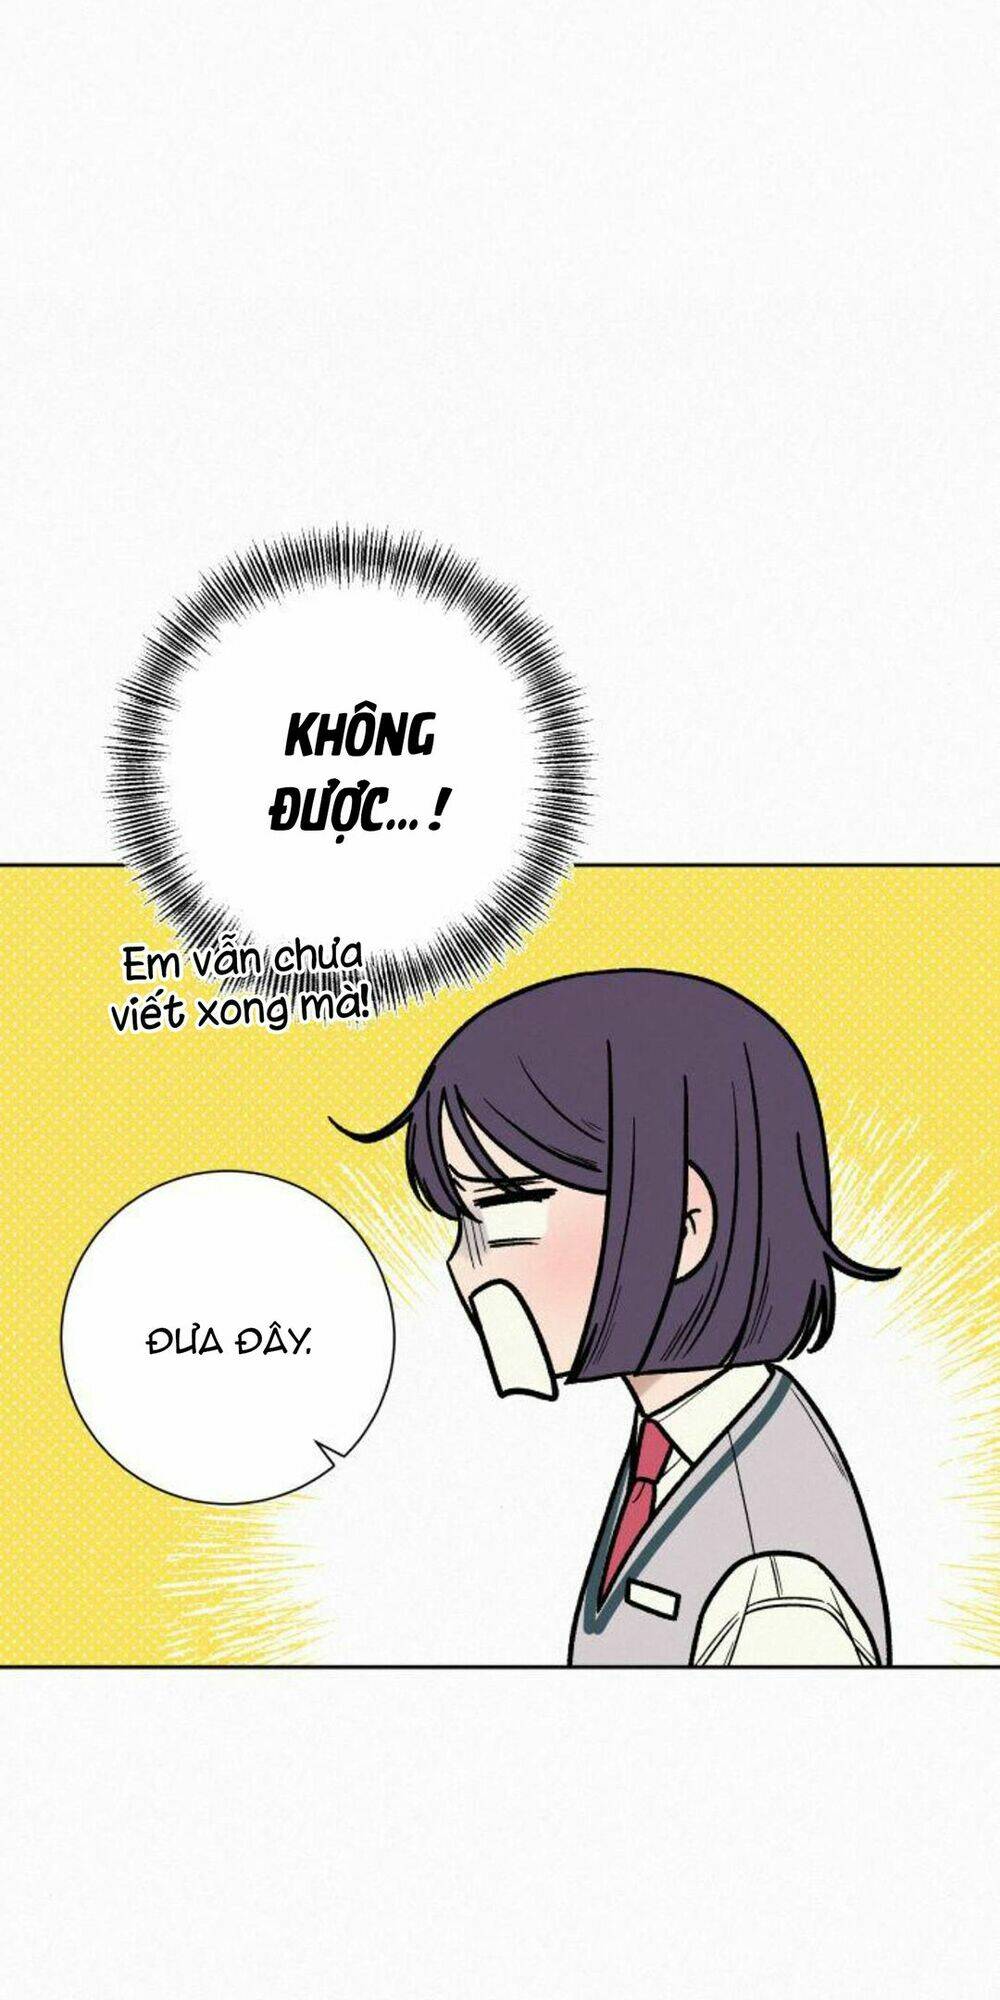 KHÔNG
ĐƯỢC...!
Em vẫn chưa
viết xong mà!
ĐƯA ĐÂY.